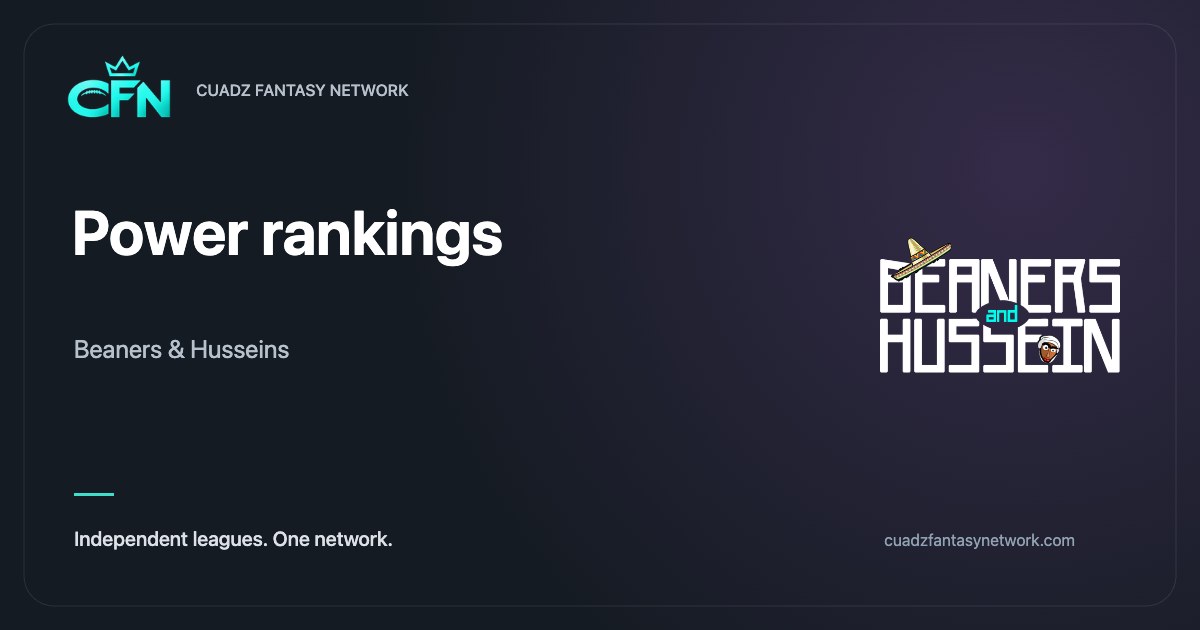 CFN
CUADZ FANTASY NETWORK
Power rankings
BEANERS
and
HUSSEIN
Beaners & Husseins
Independent leagues. One network.
cuadzfantasynetwork.com